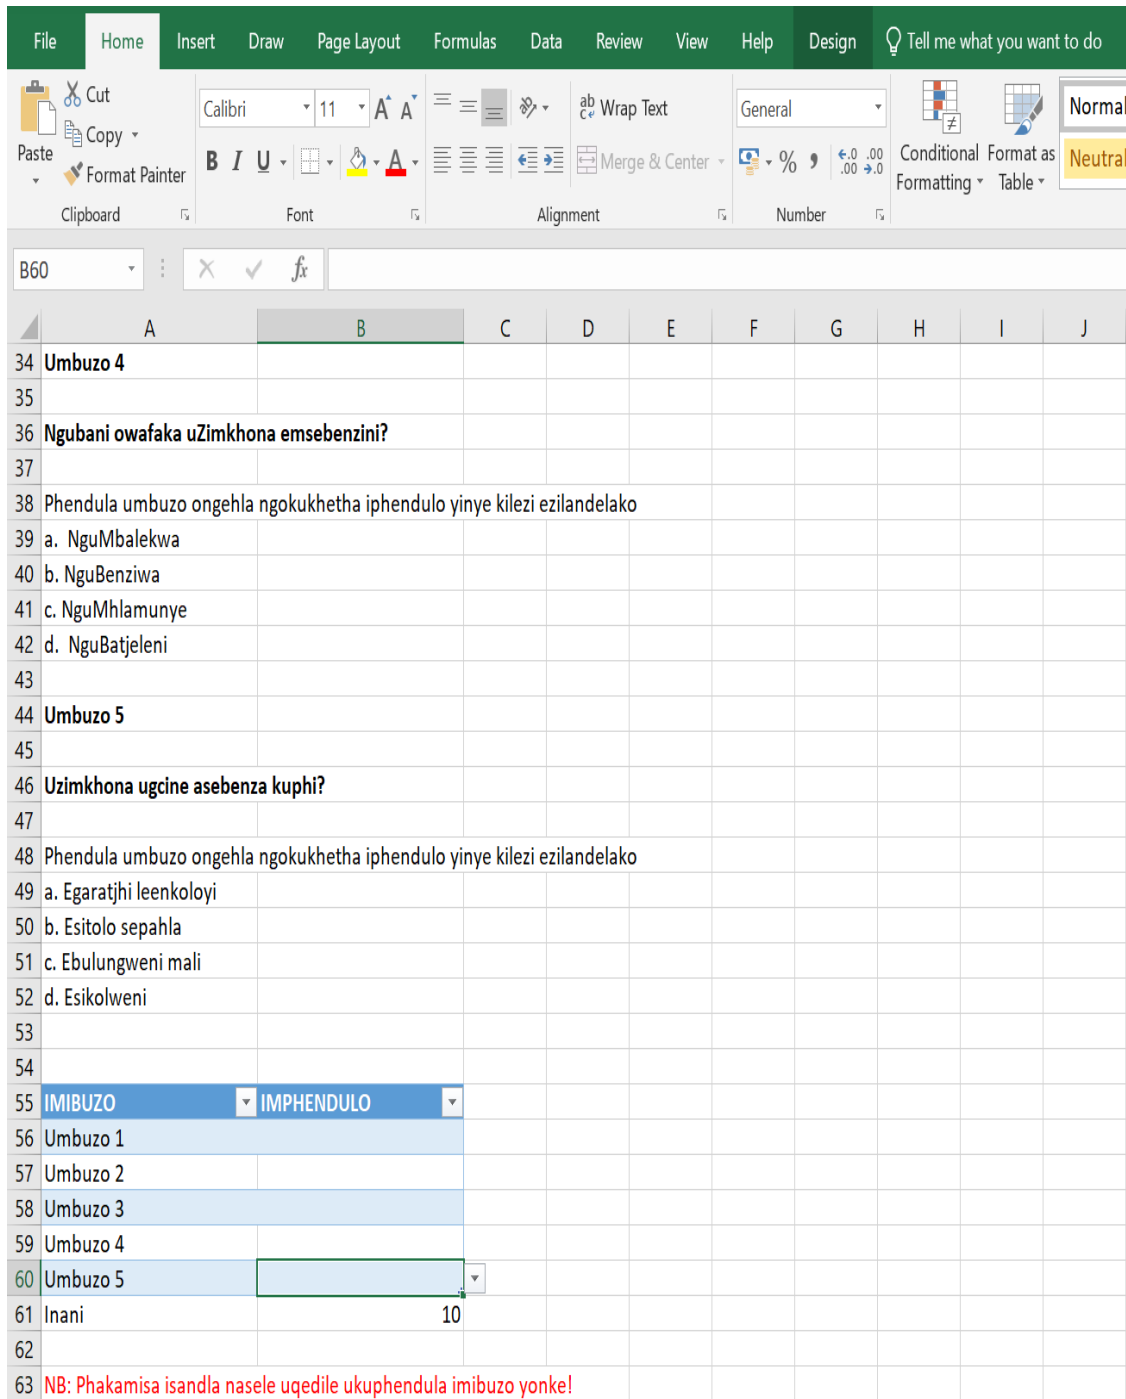 File Home Insert Draw Page Layout Formulas Data Review View Help Design Tell me what you want to do
Cut
Copy
Format Painter
Paste
Clipboard
Calibri 11
B I U
Font
Wrap Text
Merge & Center
Alignment
General
Number
Conditional Formatting
Format as Table
Normal
Neutral
B60
fx
A B C D E F G H I J
34 Umbuzo 4
35
36 Ngubani owafaka uZimkhona emsebenzini?
37
38 Phendula umbuzo ongehla ngokukhetha iphendulo yinye kilezi ezilandelako
39 a. NguMbalekwa
40 b. NguBenziwa
41 c. NguMhlamunye
42 d. NguBatjeleni
43
44 Umbuzo 5
45
46 Uzimkhona ugcine asebenza kuphi?
47
48 Phendula umbuzo ongehla ngokukhetha iphendulo yinye kilezi ezilandelako
49 a. Egaratjhi leenkoloyi
50 b. Esitolo sepahla
51 c. Ebulungweni mali
52 d. Esikolweni
53
54
55 IMIBUZO IMPHENDULO
56 Umbuzo 1
57 Umbuzo 2
58 Umbuzo 3
59 Umbuzo 4
60 Umbuzo 5
61 Inani 10
62
63 NB: Phakamisa isandla nasele uqedile ukuphendula imibuzo yonke!